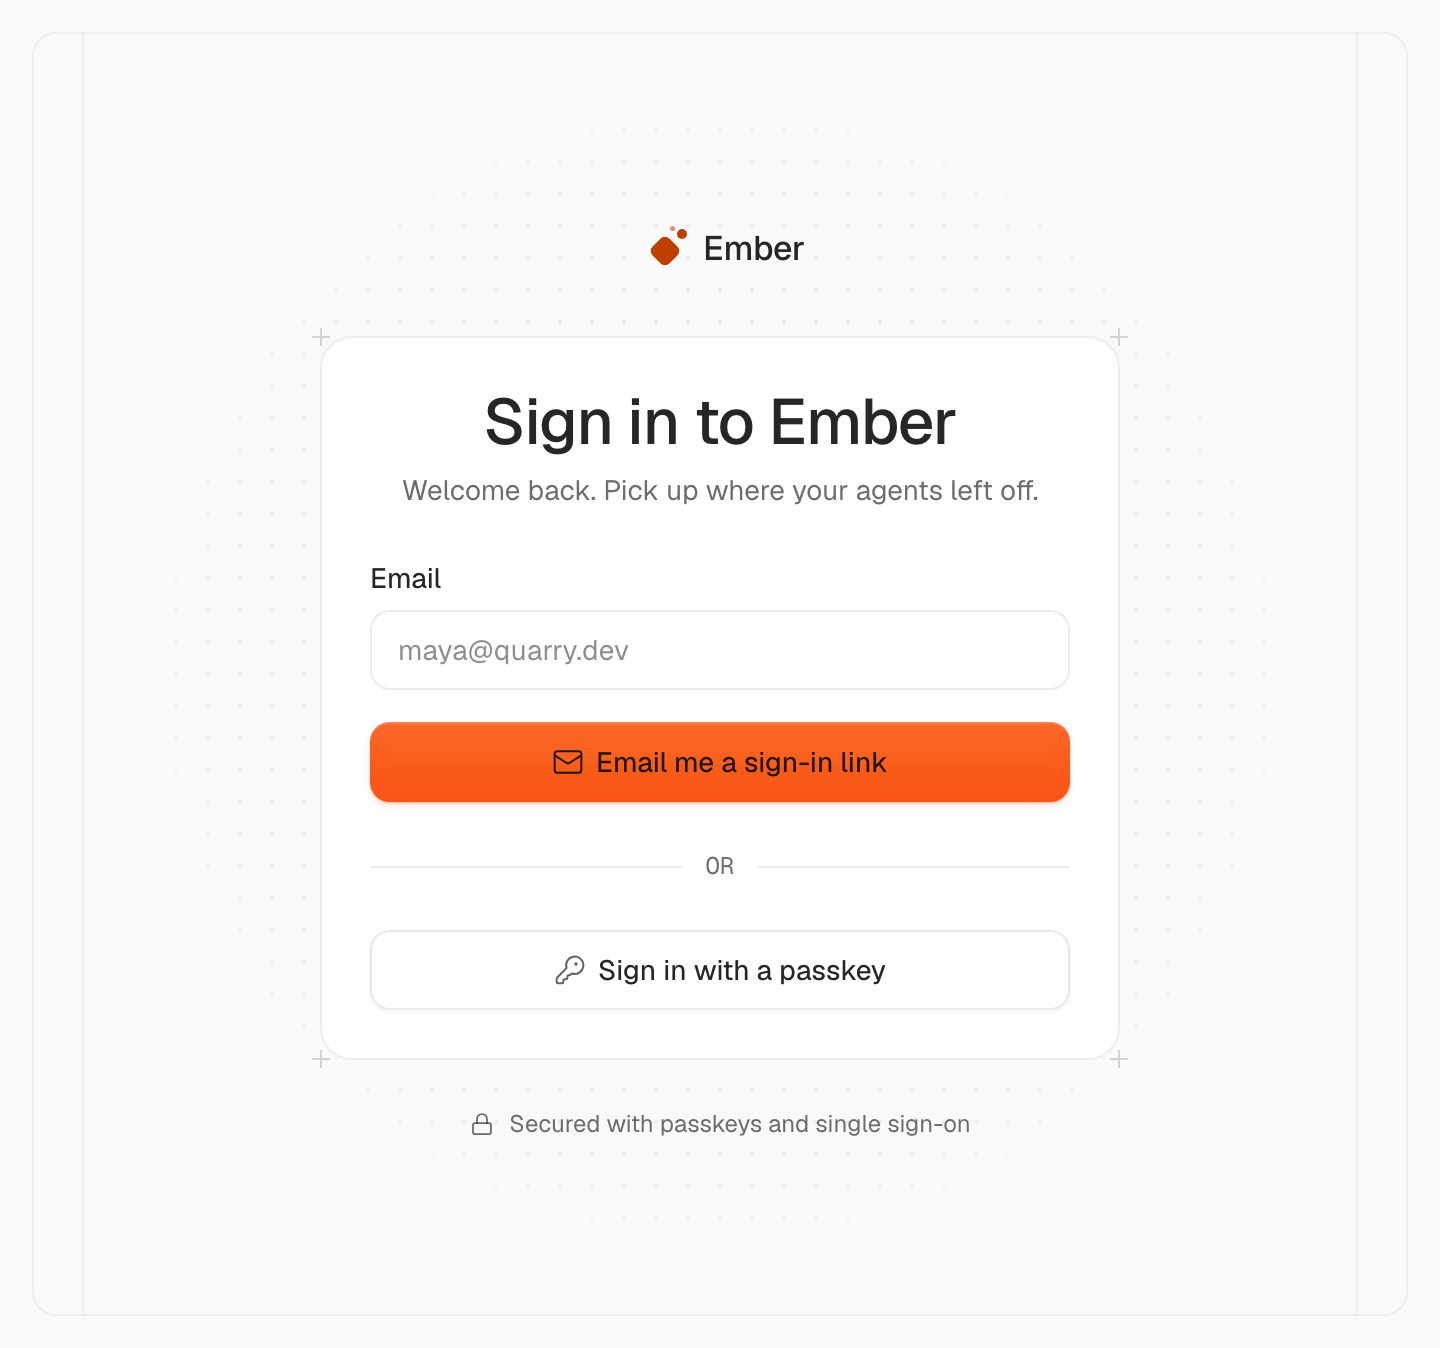 Ember
Sign in to Ember
Welcome back. Pick up where your agents left off.
Email
maya@quarry.dev
Email me a sign-in link
OR
Sign in with a passkey
Secured with passkeys and single sign-on